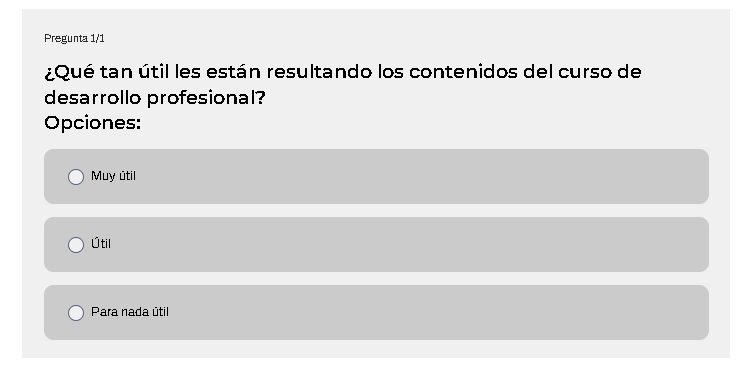 Pregunta 1/1
¿Qué tan útil les están resultando los contenidos del curso de
desarrollo profesional?
Opciones:
Muy útil
Útil
Para nada útil